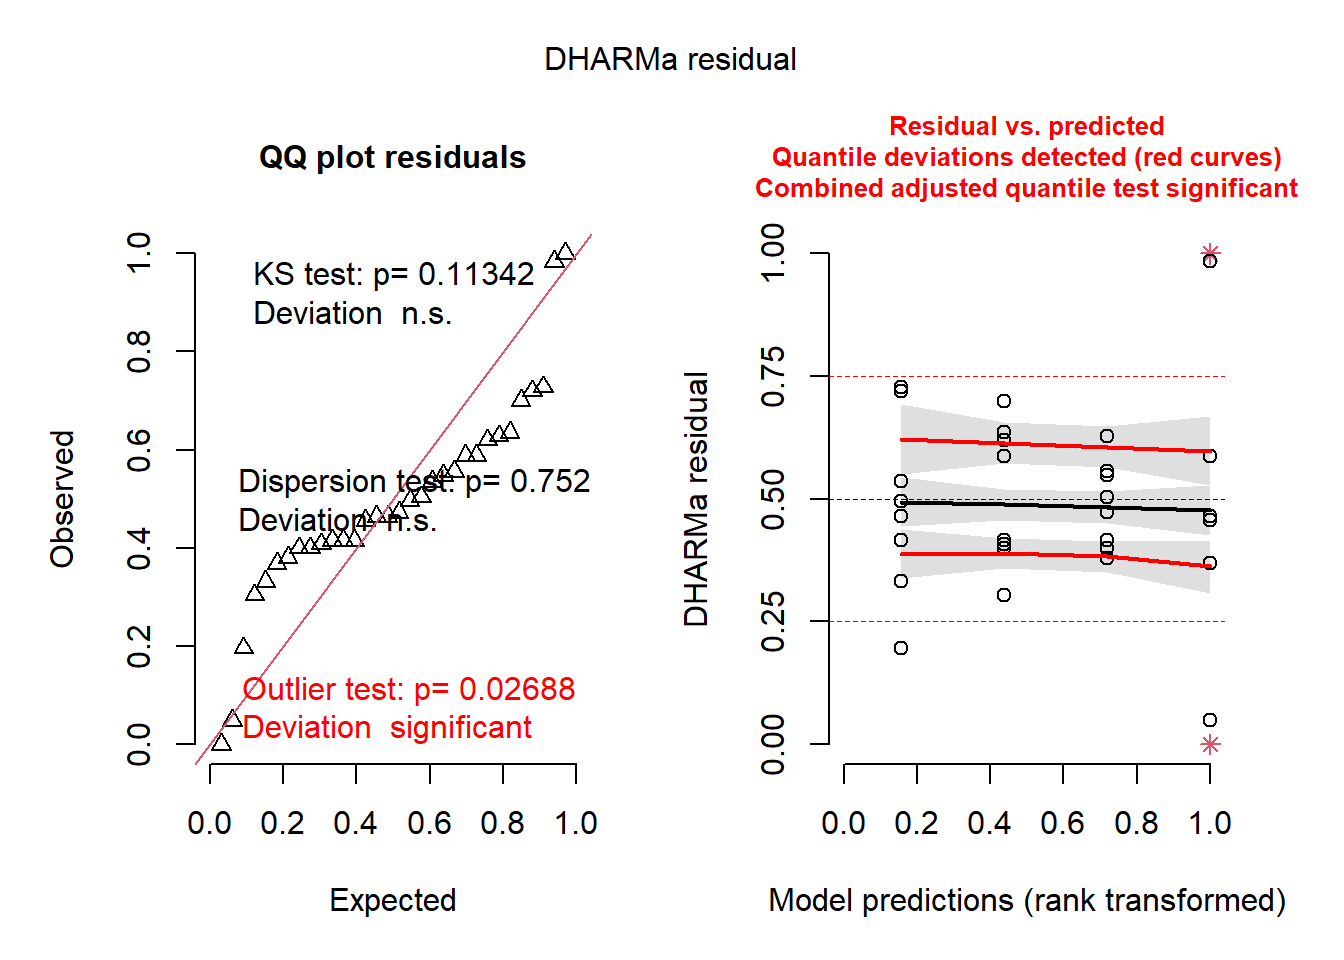 DHARMa residual
QQ plot residuals
KS test: p= 0.11342
Deviation  n.s.
Dispersion test: p= 0.752
Deviation  n.s.
Outlier test: p= 0.02688
Deviation  significant
Observed
0.0
0.2
0.4
0.6
0.8
1.0
0.0 0.2 0.4 0.6 0.8 1.0
Expected
Residual vs. predicted
Quantile deviations detected (red curves)
Combined adjusted quantile test significant
DHARMa residual
0.00
0.25
0.50
0.75
1.00
0.0 0.2 0.4 0.6 0.8 1.0
Model predictions (rank transformed)